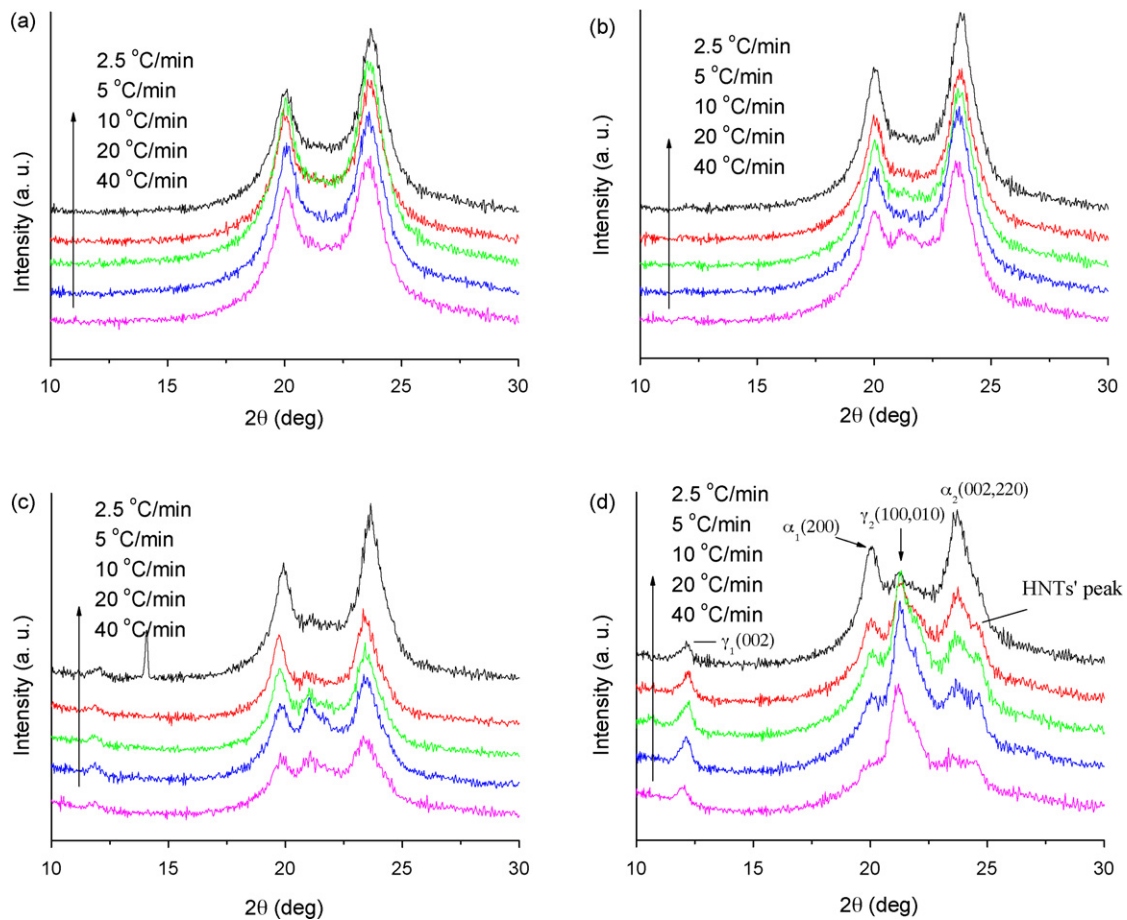 (a)
2.5 °C/min
5 °C/min
10 °C/min
20 °C/min
40 °C/min
Intensity (a. u.)
10 15 20 25 30
2θ (deg)
(b)
2.5 °C/min
5 °C/min
10 °C/min
20 °C/min
40 °C/min
Intensity (a. u.)
10 15 20 25 30
2θ (deg)
(c)
2.5 °C/min
5 °C/min
10 °C/min
20 °C/min
40 °C/min
Intensity (a. u.)
10 15 20 25 30
2θ (deg)
(d)
2.5 °C/min
5 °C/min
10 °C/min
20 °C/min
40 °C/min
α₁(200)
γ₂(100,010)
α₂(002,220)
HNTs' peak
γ₁(002)
Intensity (a. u.)
10 15 20 25 30
2θ (deg)